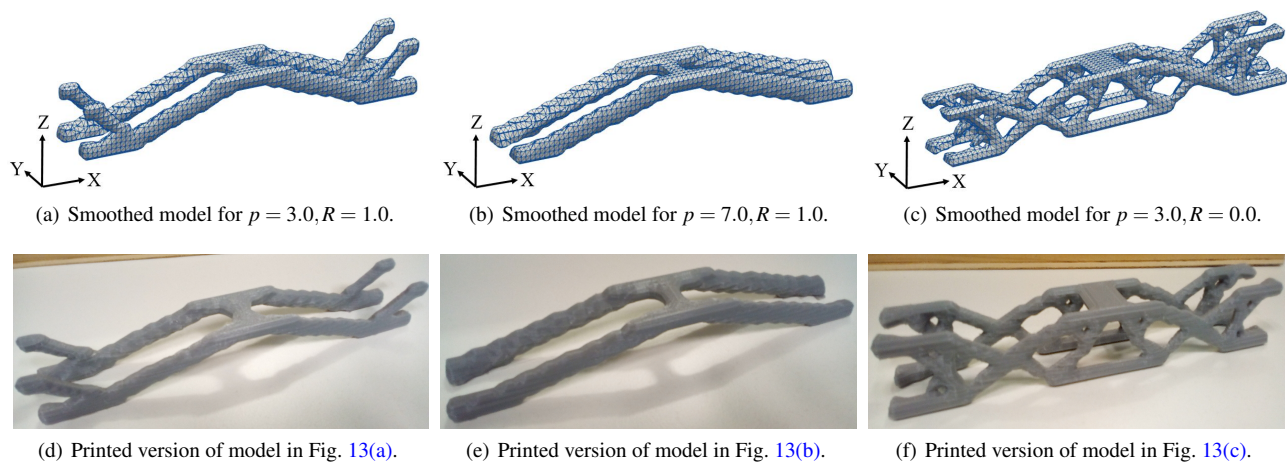 Z
Y
X
Z
Y
X
Z
Y
X
(a) Smoothed model for p = 3.0, R = 1.0.
(b) Smoothed model for p = 7.0, R = 1.0.
(c) Smoothed model for p = 3.0, R = 0.0.
(d) Printed version of model in Fig. 13(a).
(e) Printed version of model in Fig. 13(b).
(f) Printed version of model in Fig. 13(c).